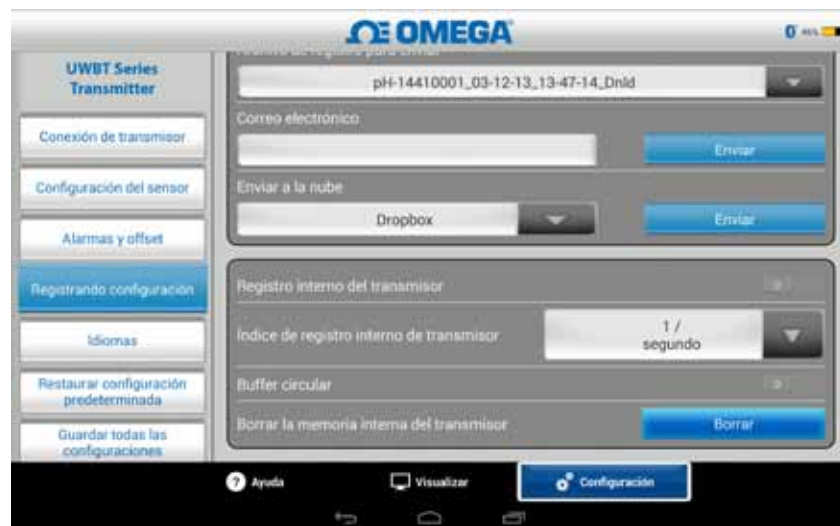 OMEGA
UWBT Series
Transmitter
Conexión de transmisor
Configuración del sensor
Alarmas y offset
Registrando configuración
Idiomas
Restaurar configuración
predeterminada
Guardar todas las
configuraciones
pH-14410001_03-12-13_13-47-14_Dnld
Correo electrónico
Enviar
Enviar a la nube
Dropbox
Enviar
Registro interno del transmisor
Índice de registro interno de transmisor
1 /
segundo
Buffer circular
Borrar la memoria interna del transmisor
Borrar
Ayuda
Visualizar
Configuración